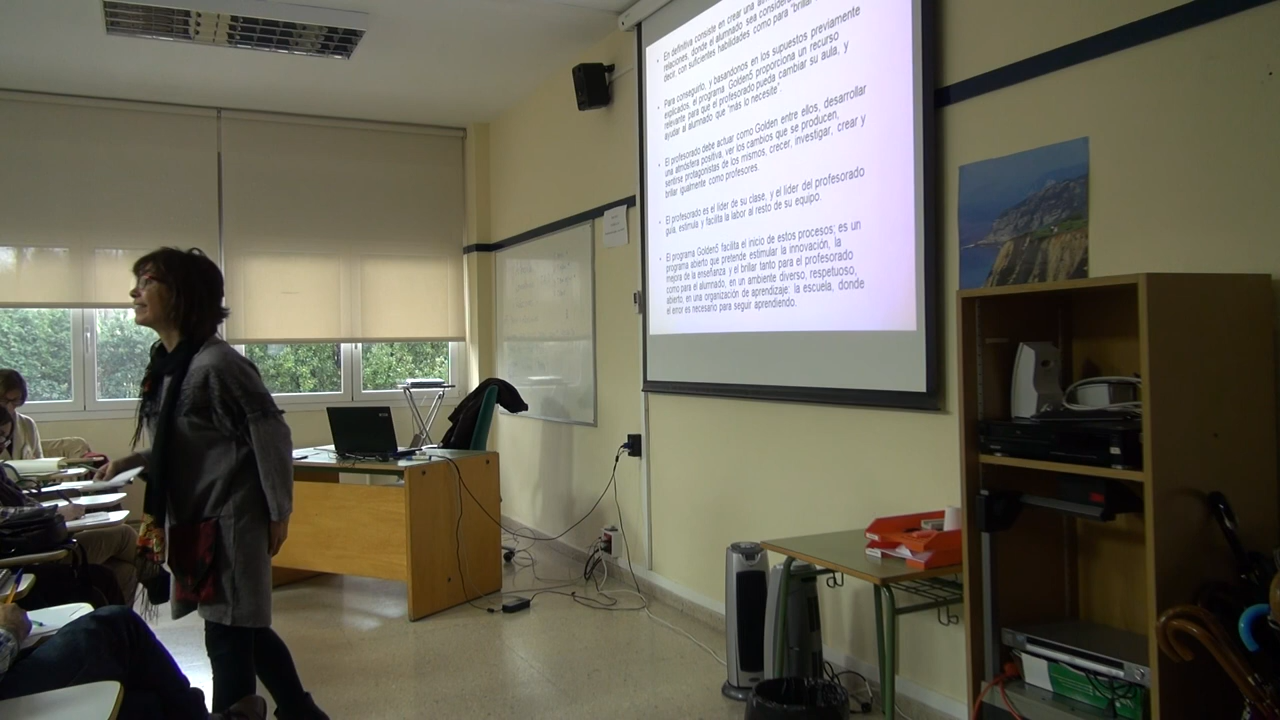 En definitiva consiste en crear una
relaciones, donde el alumnado sea
decir, con suficientes habilidades como para "brillar
Para conseguirlo, y basandonos en los supuestos previamente
explicados, el programa Golden5 proporciona un recurso
relevante para que el profesorado pueda cambiar su aula, y
ayudar al alumnado que "más lo necesite".
El profesorado debe actuar como Golden entre ellos, desarrollar
una atmósfera positiva, ver los cambios que se producen,
sentirse protagonistas de los mismos, crecer, investigar, crear y
brillar igualmente como profesores.
El profesorado es el líder de su clase, y el líder del profesorado
guía, estimula y facilita la labor al resto de su equipo.
El programa Golden5 facilita el inicio de estos procesos; es un
programa abierto que pretende estimular la innovación, la
mejora de la enseñanza y el brillar tanto para el profesorado
como para el alumnado, en un ambiente diverso, respetuoso,
abierto, en una organización de aprendizaje: la escuela, donde
el error es necesario para seguir aprendiendo.